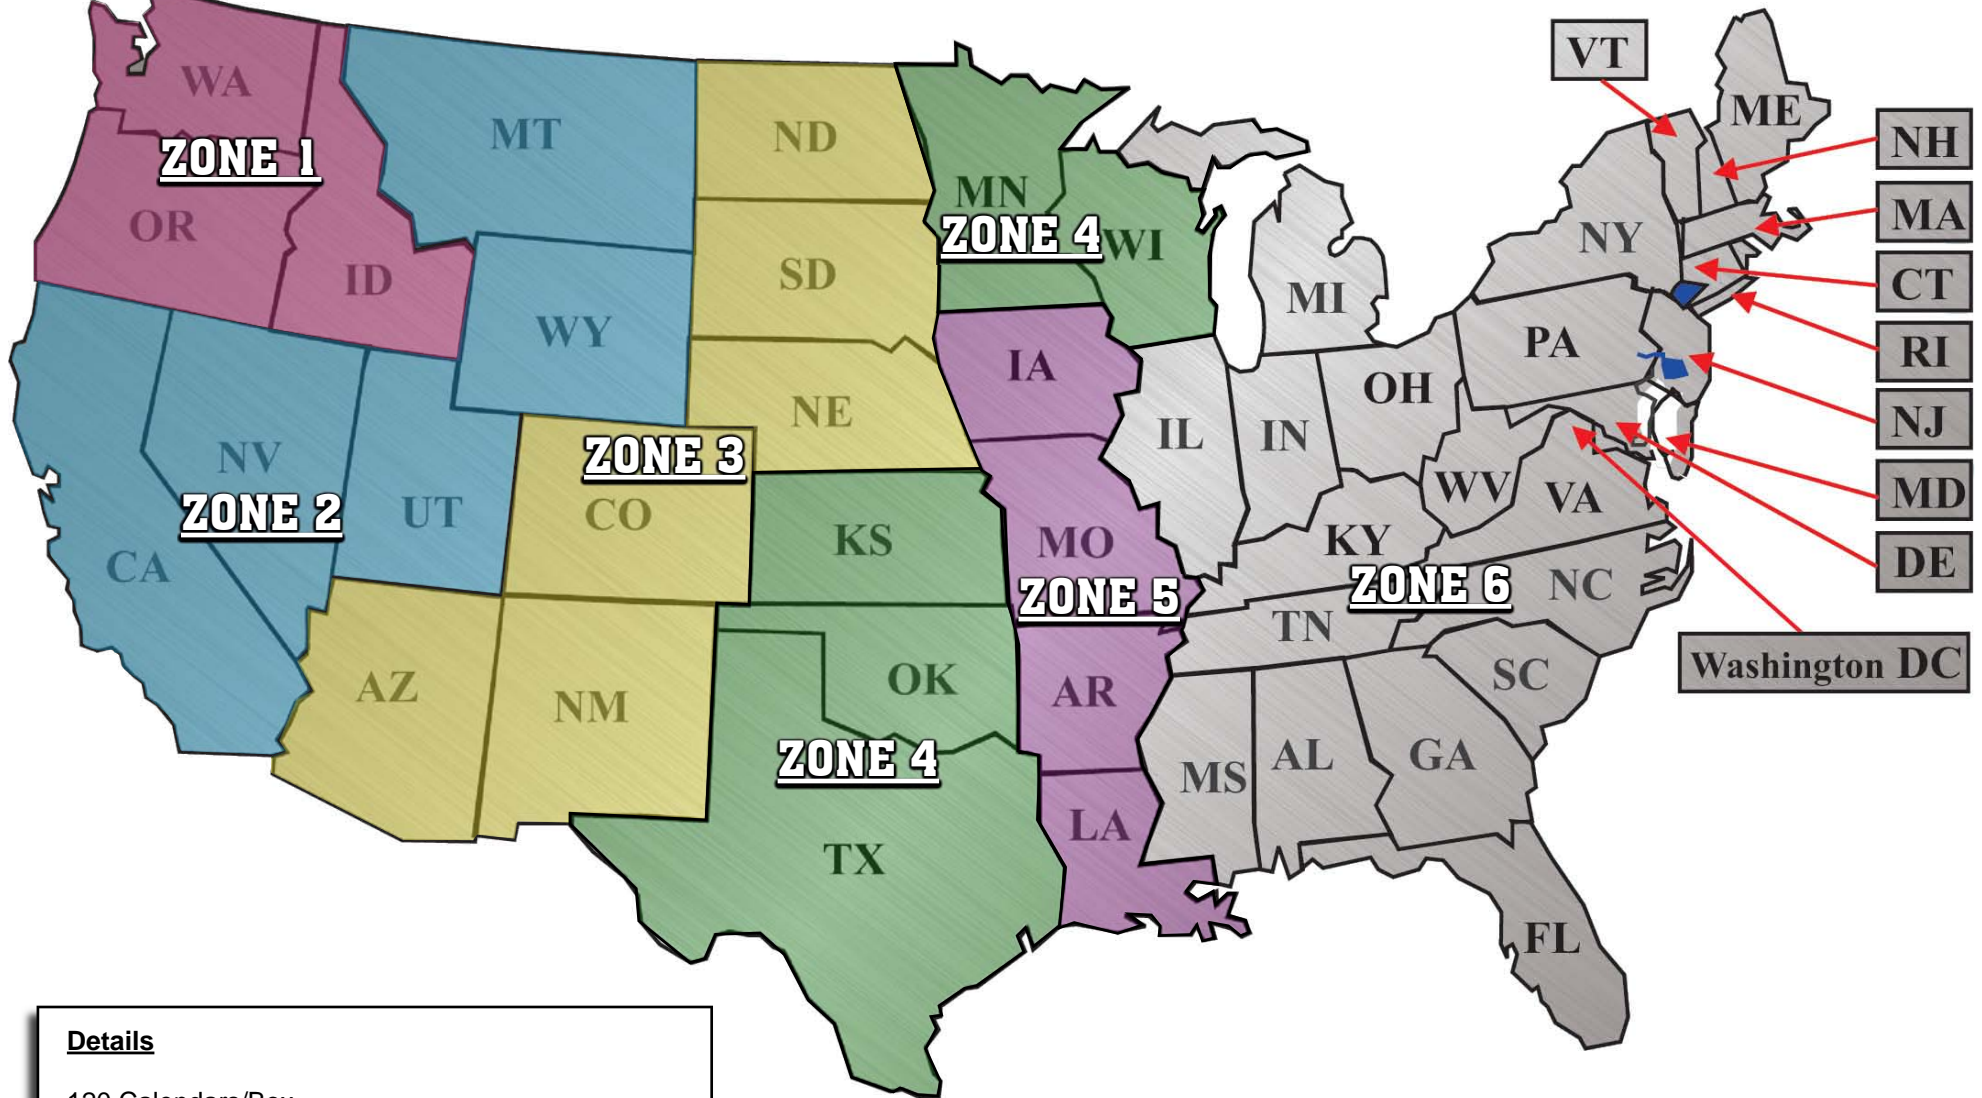 VT
ME
WA
MT
ND
NH
ZONE 1
MN
MA
OR
ZONE 4
WI
NY
ID
SD
CT
MI
WY
PA
RI
IA
OH
NE
NJ
IL
IN
ZONE 3
NV
WV
VA
MD
ZONE 2
UT
CO
KS
MO
KY
CA
DE
ZONE 5
ZONE 6
NC
TN
Washington DC
SC
AZ
OK
AR
NM
ZONE 4
MS
AL
GA
LA
TX
FL
Details
120 Calendars/Box